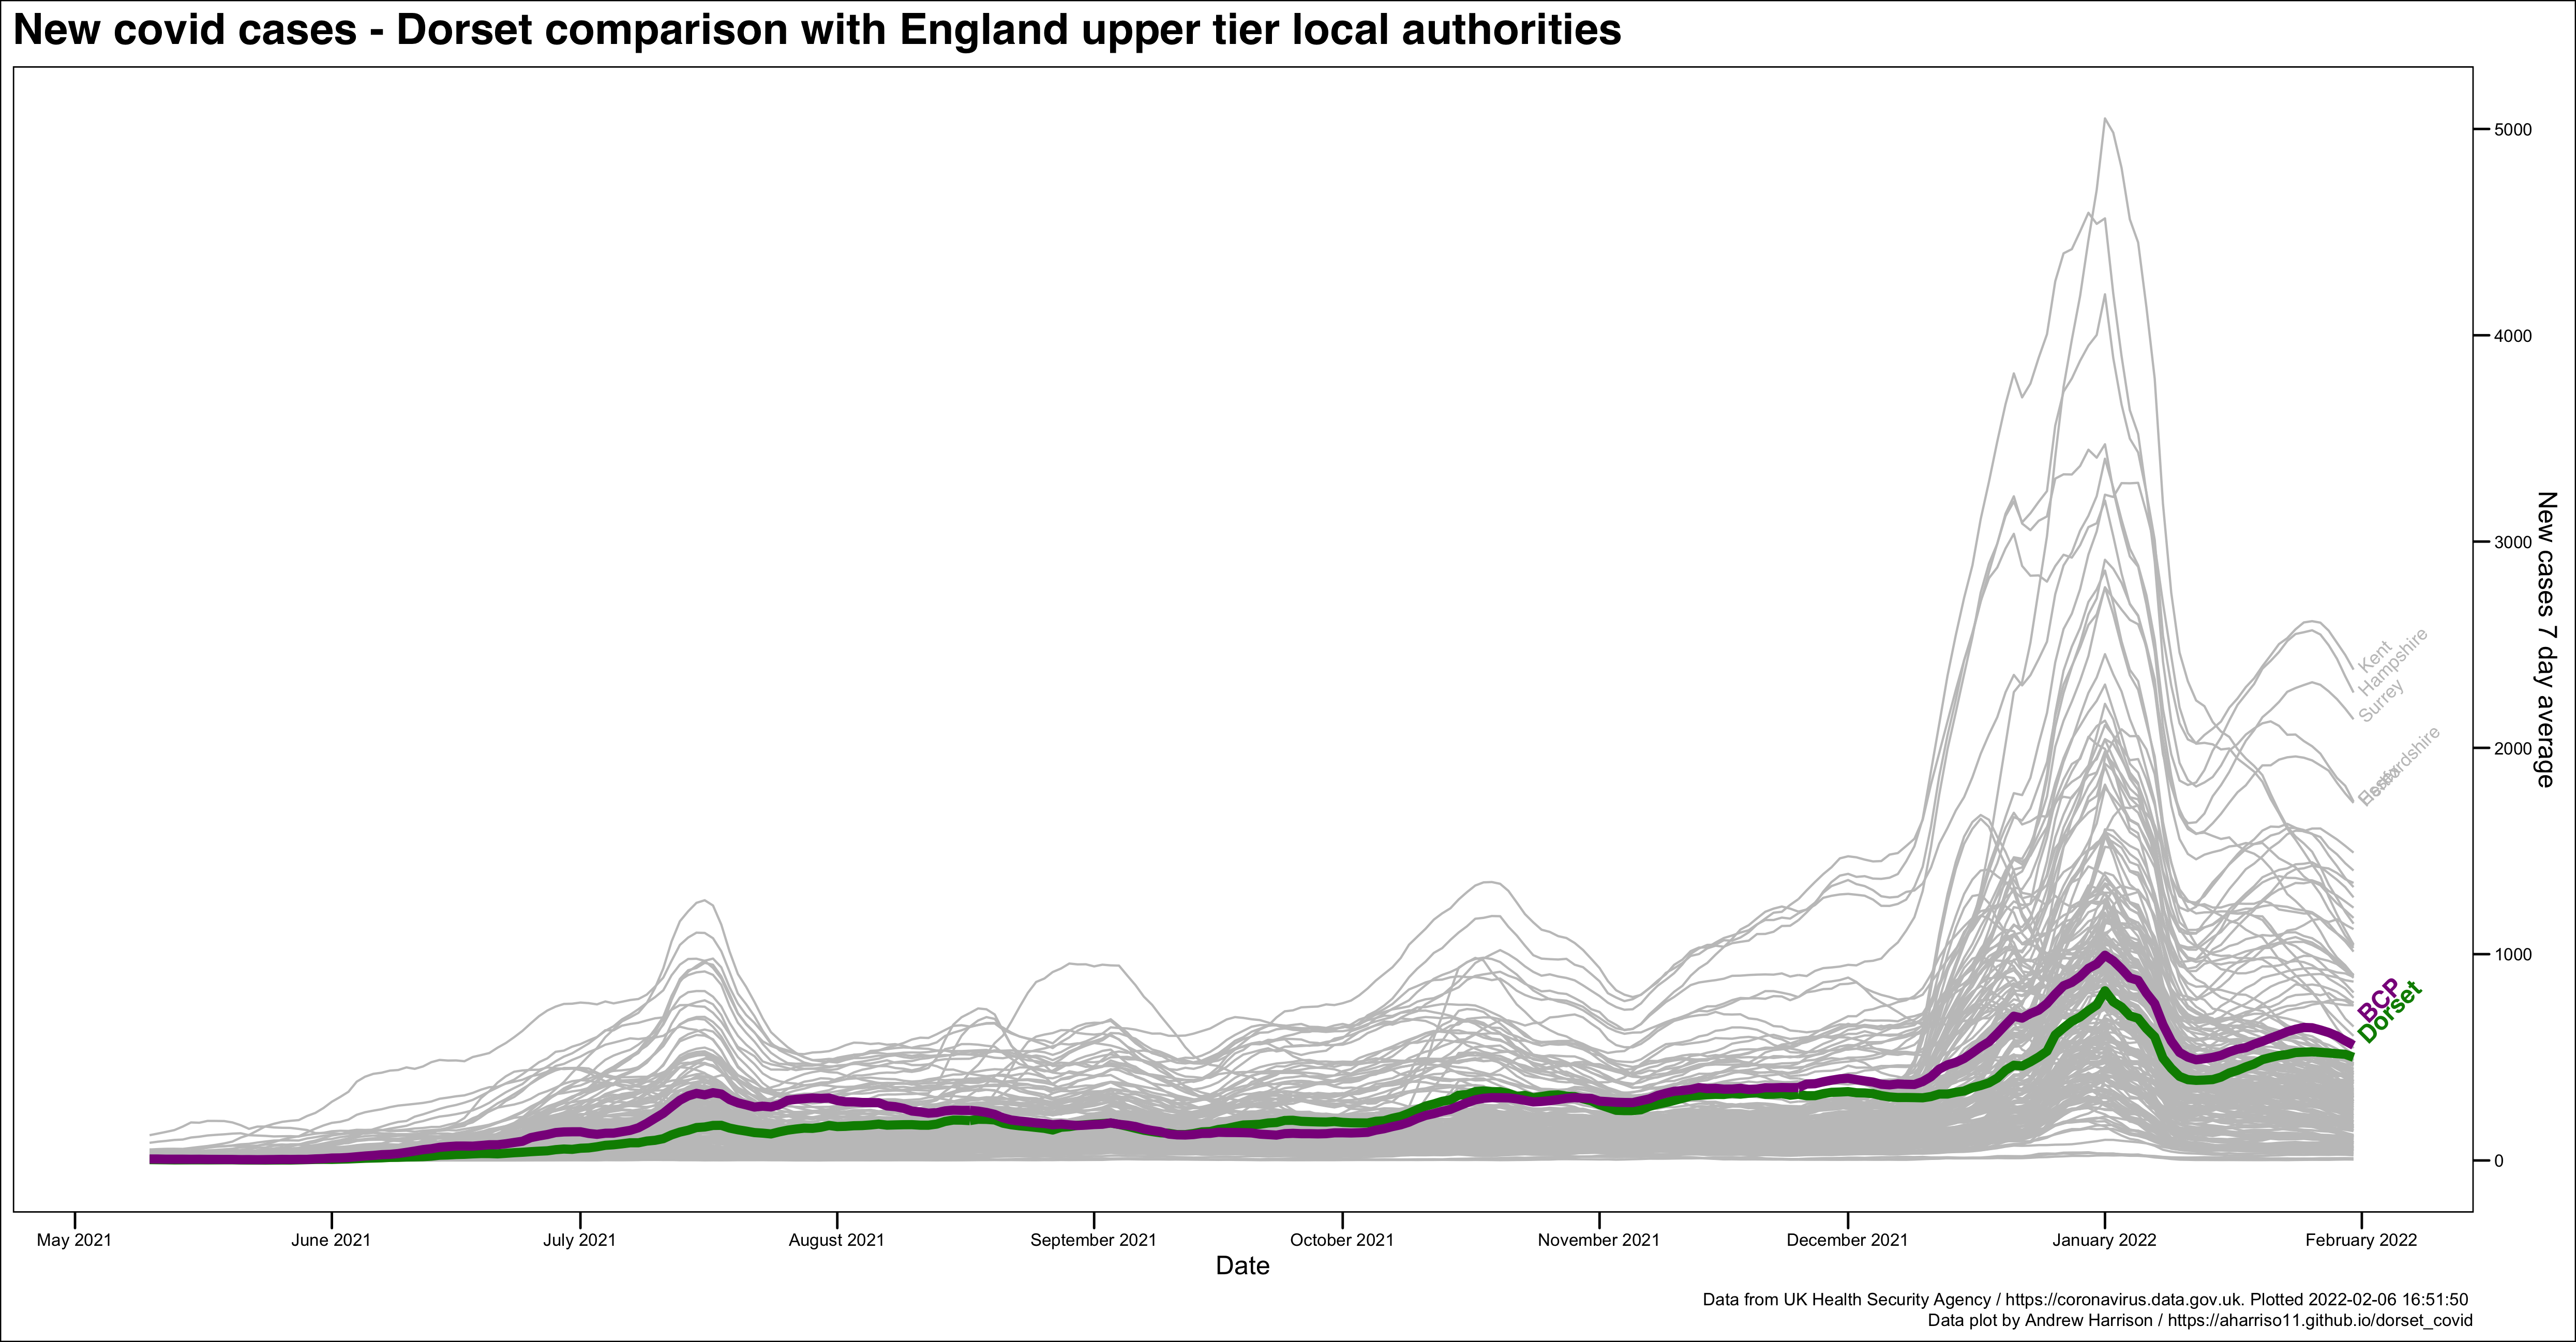 New covid cases - Dorset comparison with England upper tier local authorities
5000
4000
3000
2000
1000
0
New cases 7 day average
Kent
Hampshire
Surrey
Essex
Hertfordshire
BCP
Dorset
May 2021
June 2021
July 2021
August 2021
September 2021
October 2021
November 2021
December 2021
January 2022
February 2022
Date
Data from UK Health Security Agency / https://coronavirus.data.gov.uk. Plotted 2022-02-06 16:51:50
Data plot by Andrew Harrison / https://aharriso11.github.io/dorset_covid